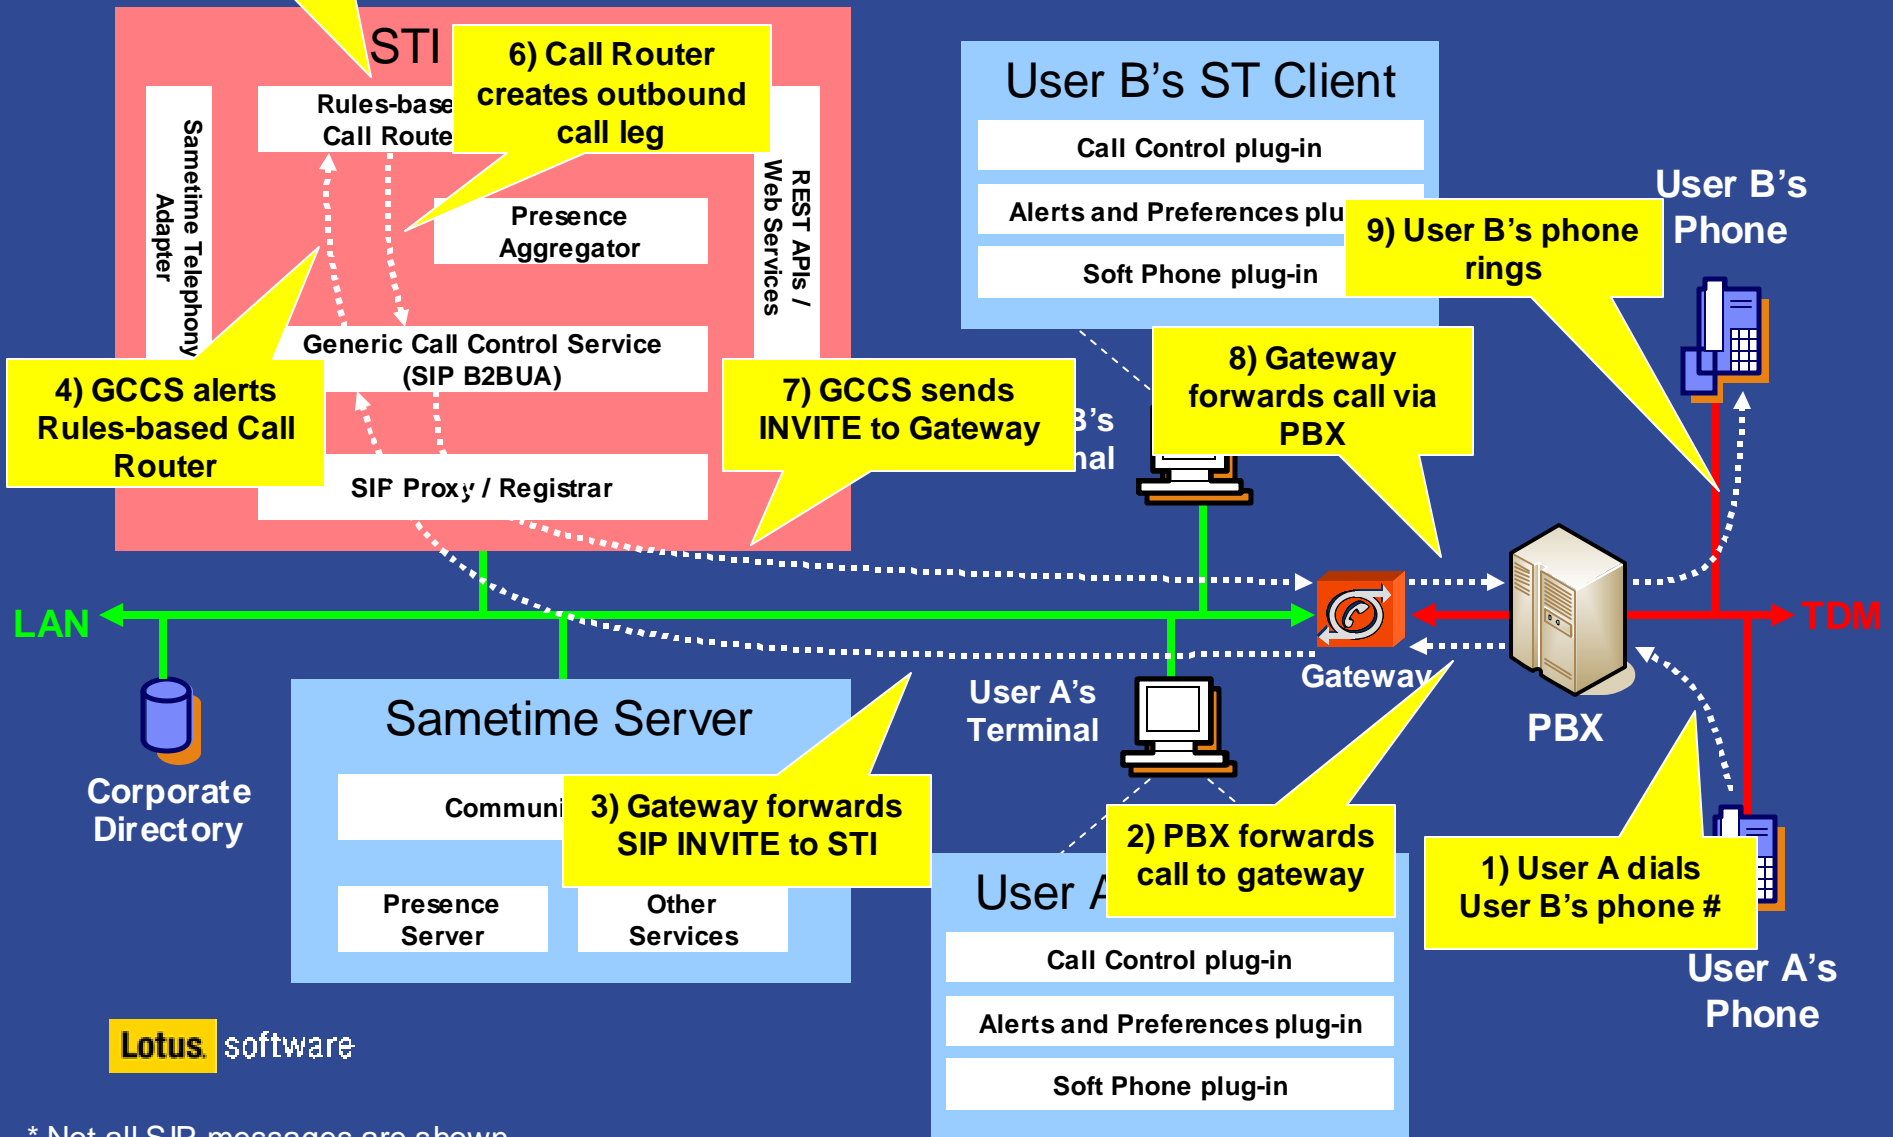 STI
6) Call Router
creates outbound
call leg
Rules-base
Call Route
Sametime Telephony
Adapter
REST APIs /
Web Services
Presence
Aggregator
Generic Call Control Service
(SIP B2BUA)
4) GCCS alerts
Rules-based Call
Router
SIP Proxy / Registrar
7) GCCS sends
INVITE to Gateway
User B's ST Client
Call Control plug-in
Alerts and Preferences plu
Soft Phone plug-in
User B's
Phone
9) User B's phone
rings
8) Gateway
forwards call via
PBX
B's
nal
LAN
TDM
Gateway
PBX
User A's
Terminal
Corporate
Directory
Sametime Server
Communi
3) Gateway forwards
SIP INVITE to STI
Presence
Server
Other
Services
2) PBX forwards
call to gateway
1) User A dials
User B's phone #
User A
Call Control plug-in
Alerts and Preferences plug-in
Soft Phone plug-in
User A's
Phone
Lotus. software
* Not all SIP messages are shown